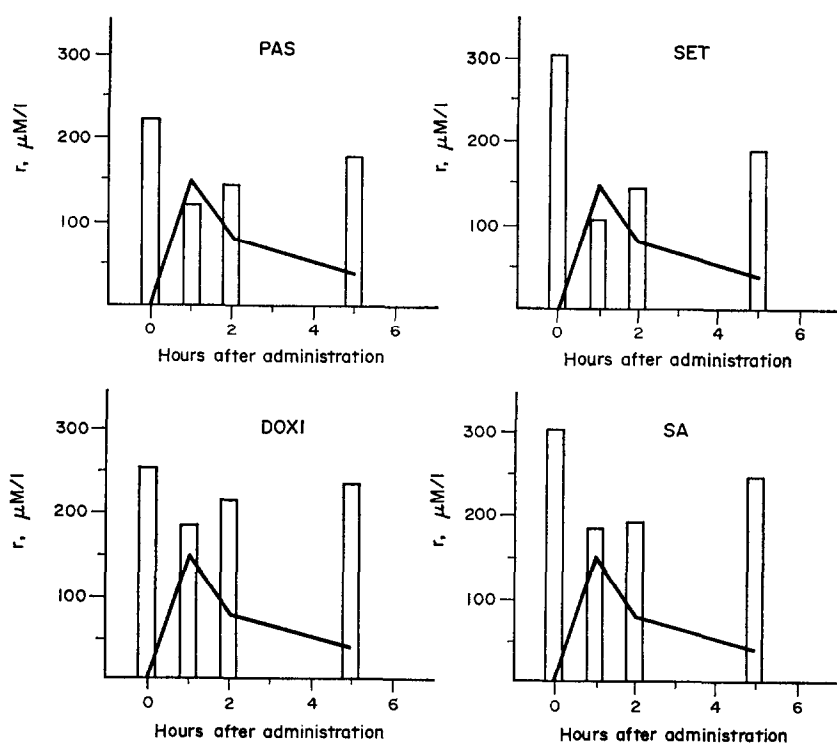 PAS
300
200
100
r, μM/l
0
2
4
6
Hours after administration
SET
300
200
100
r, μM/l
0
2
4
6
Hours after administration
DOXI
300
200
100
r, μM/l
0
2
4
6
Hours after administration
SA
300
200
100
r, μM/l
0
2
4
6
Hours after administration